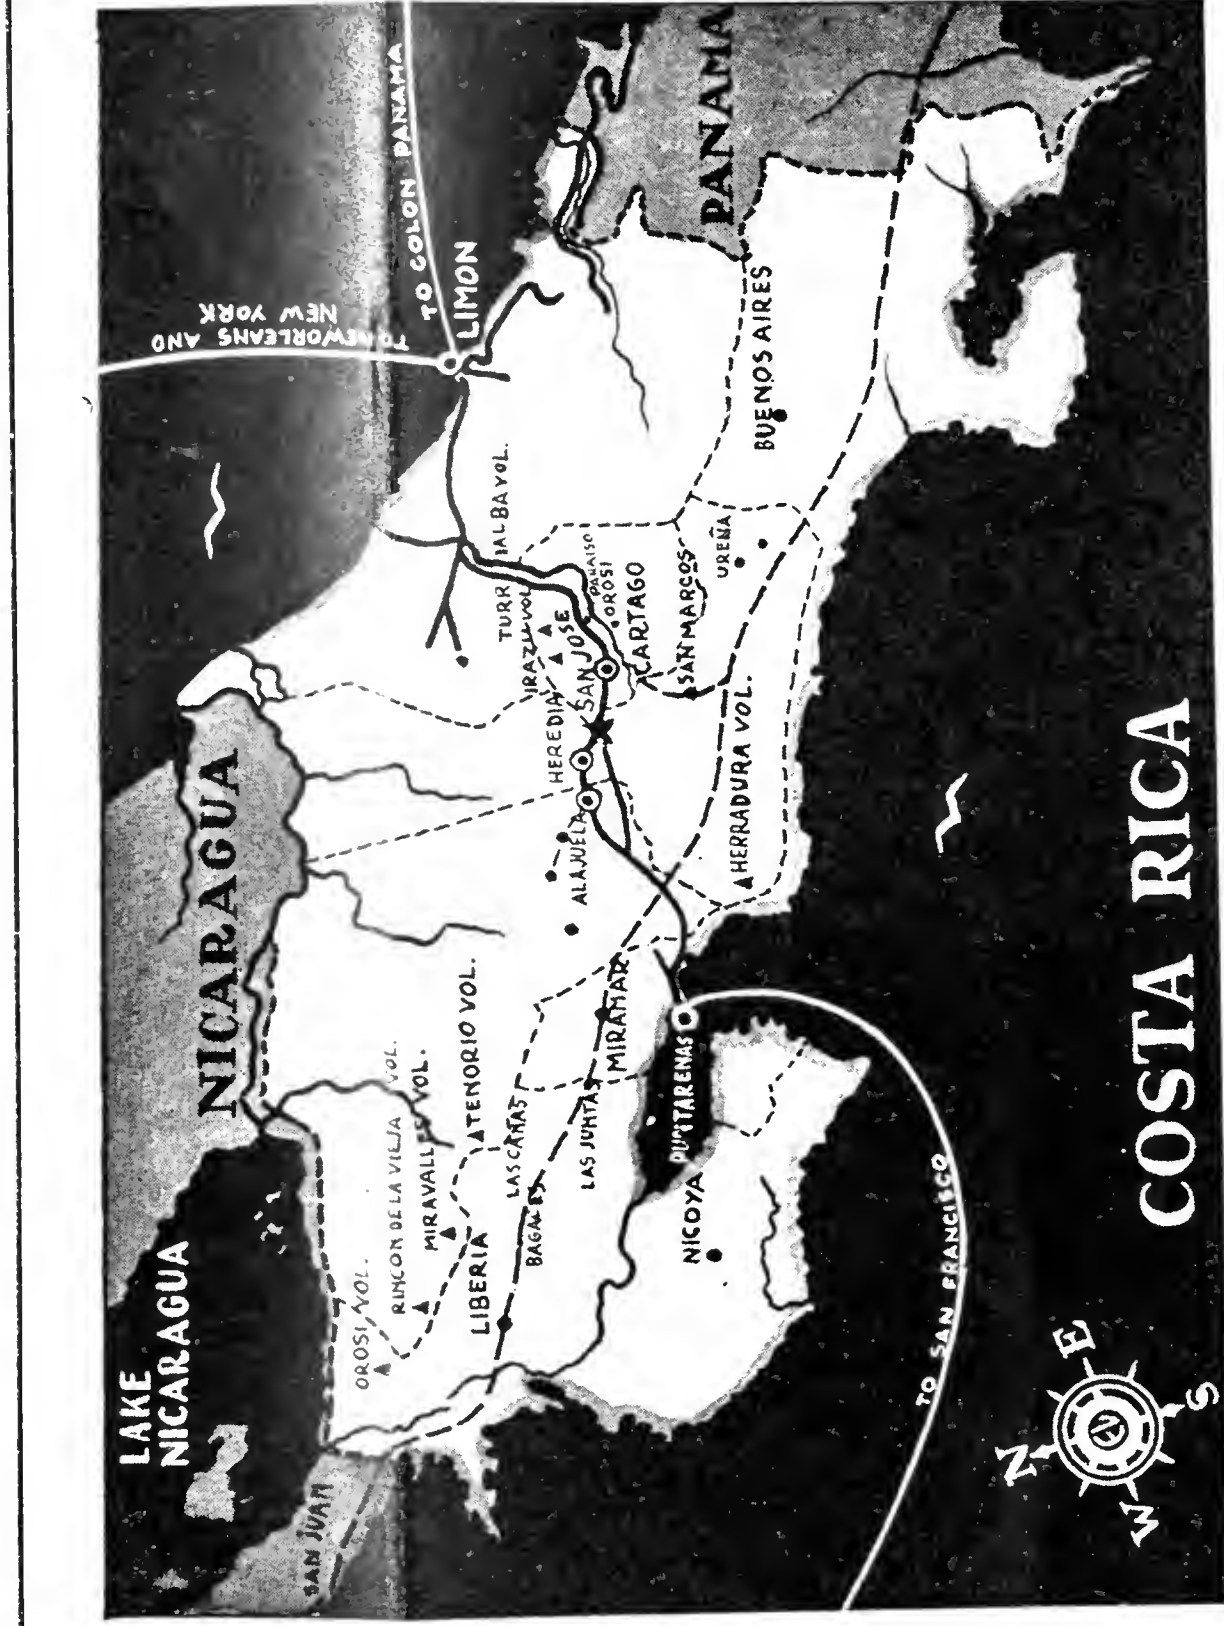 LAKE
NICARAGUA
SAN JUAN
NICARAGUA
TO NEW ORLEANS AND
NEW YORK
TO COLON PANAMA
LIMON
PANAMA
OROSI VOL.
RINCON DE LA VIEJA VOL.
MIRAVALLES VOL.
TENORIO VOL.
LIBERIA
LAS CAÑAS
BAGACES
LAS JUNTAS
MIRAMAR
PUNTARENAS
NICOYA
ALAJUELA
HEREDIA
SAN JOSE
IRAZU VOL.
TURRIALBA VOL.
PARAISO
OROSI
CARTAGO
SAN MARCOS
UREÑA
BUENOS AIRES
HERRADURA VOL.
TO SAN FRANCISCO
COSTA RICA
N
E
S
W